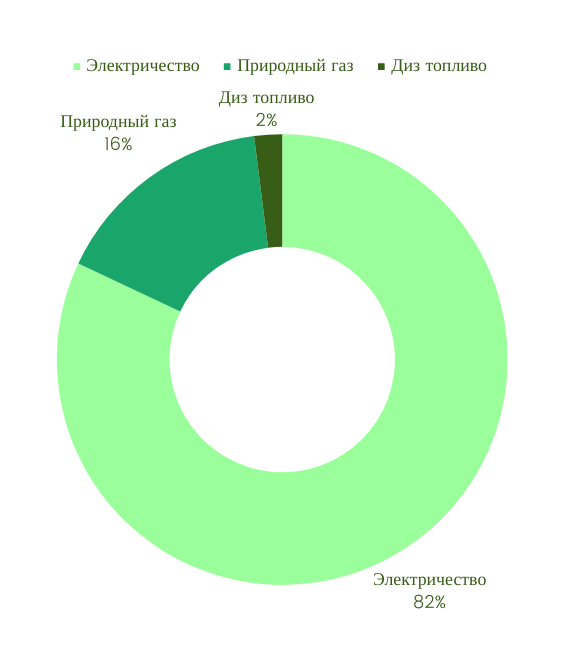 Электричество Природный газ Диз топливо
Диз топливо
2%
Природный газ
16%
Электричество
82%